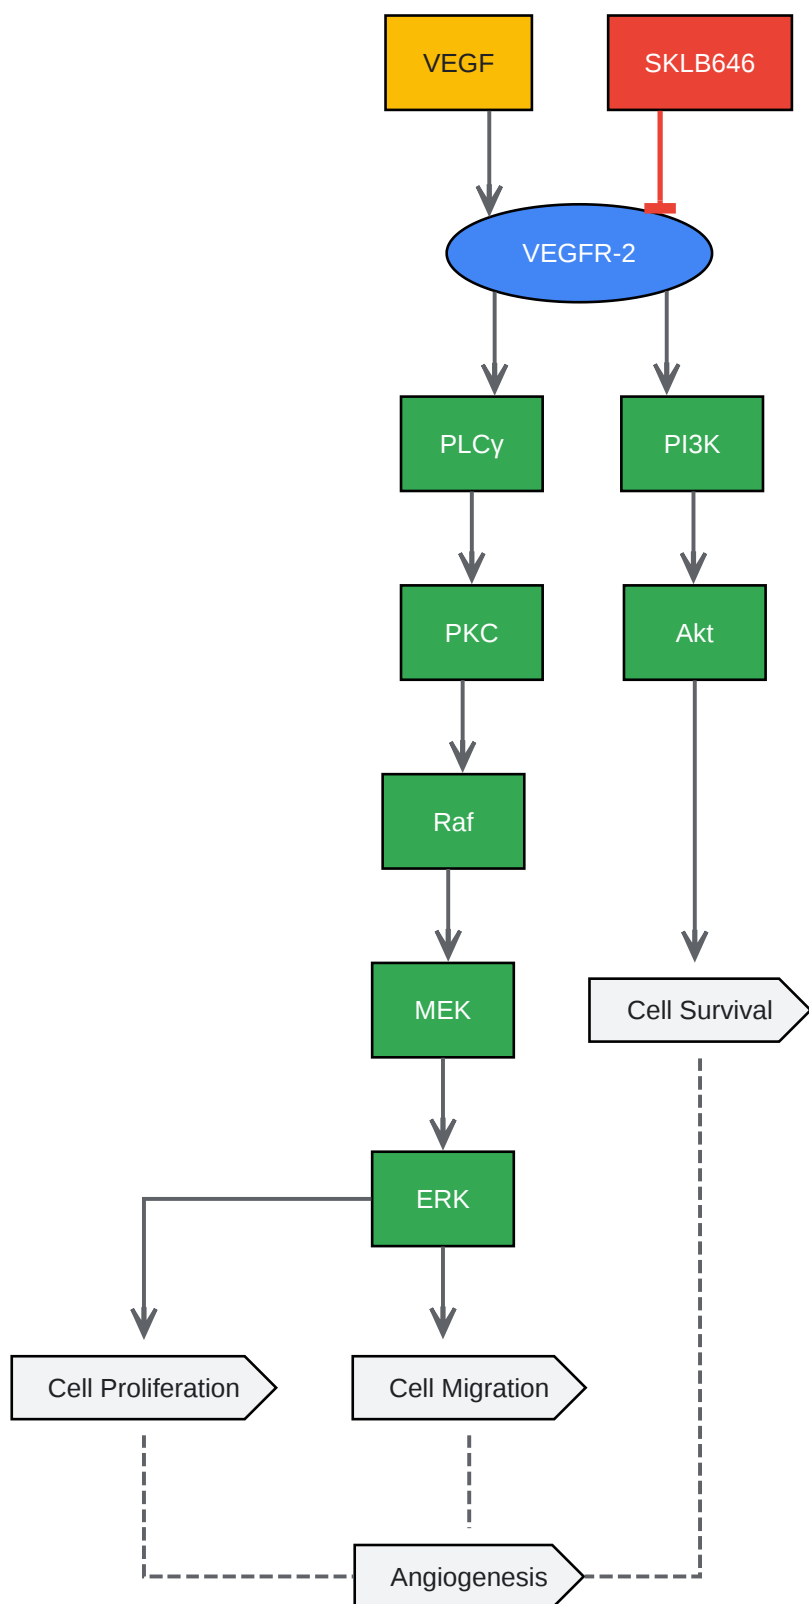 VEGF
SKLB646
VEGFR-2
PLCγ
PI3K
PKC
Akt
Raf
MEK
Cell Survival
ERK
Cell Proliferation
Cell Migration
Angiogenesis